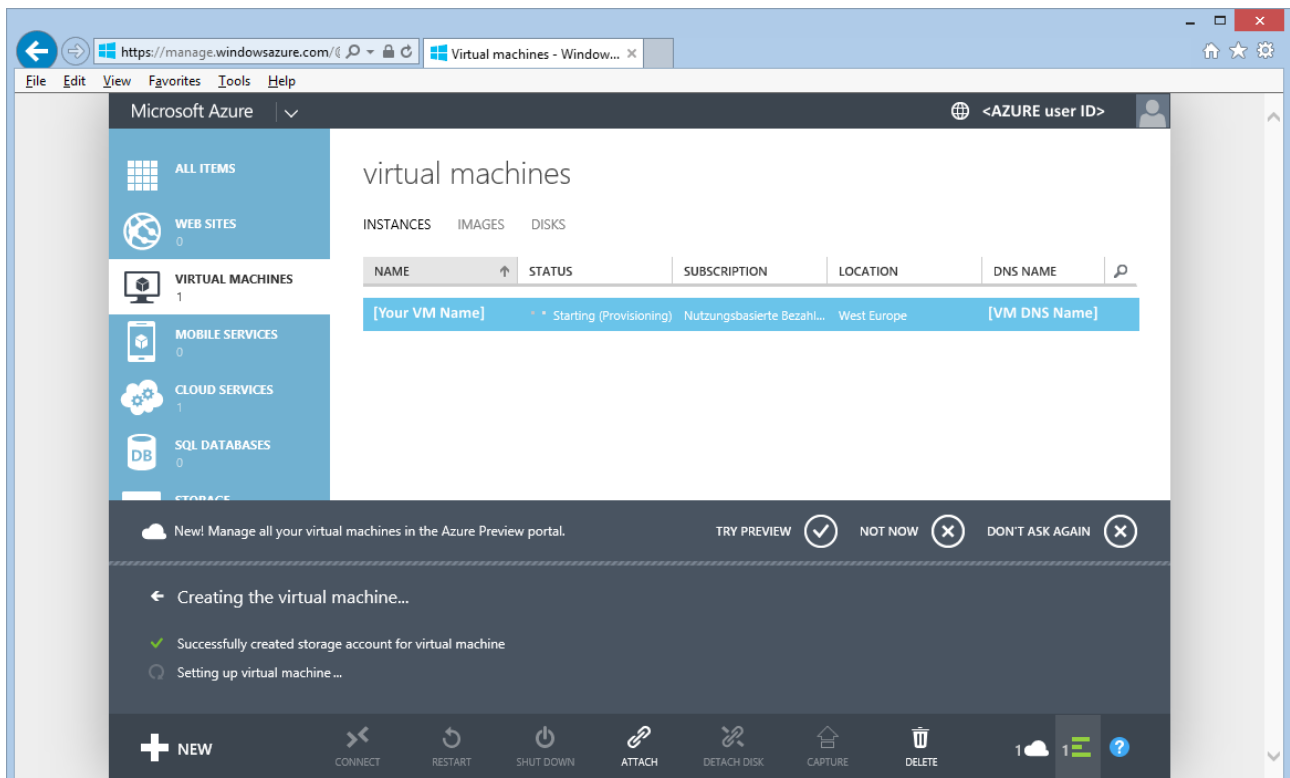 https://manage.windowsazure.com/
Virtual machines - Window...
File Edit View Favorites Tools Help
Microsoft Azure
<AZURE user ID>
ALL ITEMS
virtual machines
WEB SITES
0
INSTANCES IMAGES DISKS
NAME STATUS SUBSCRIPTION LOCATION DNS NAME
VIRTUAL MACHINES
1
[Your VM Name] Starting (Provisioning) Nutzungsbasierte Bezahl... West Europe [VM DNS Name]
MOBILE SERVICES
0
CLOUD SERVICES
1
SQL DATABASES
0
DB
STORAGE
New! Manage all your virtual machines in the Azure Preview portal. TRY PREVIEW NOT NOW DON'T ASK AGAIN
Creating the virtual machine...
Successfully created storage account for virtual machine
Setting up virtual machine ...
NEW
CONNECT RESTART SHUT DOWN ATTACH DETACH DISK CAPTURE DELETE
1 1 ?